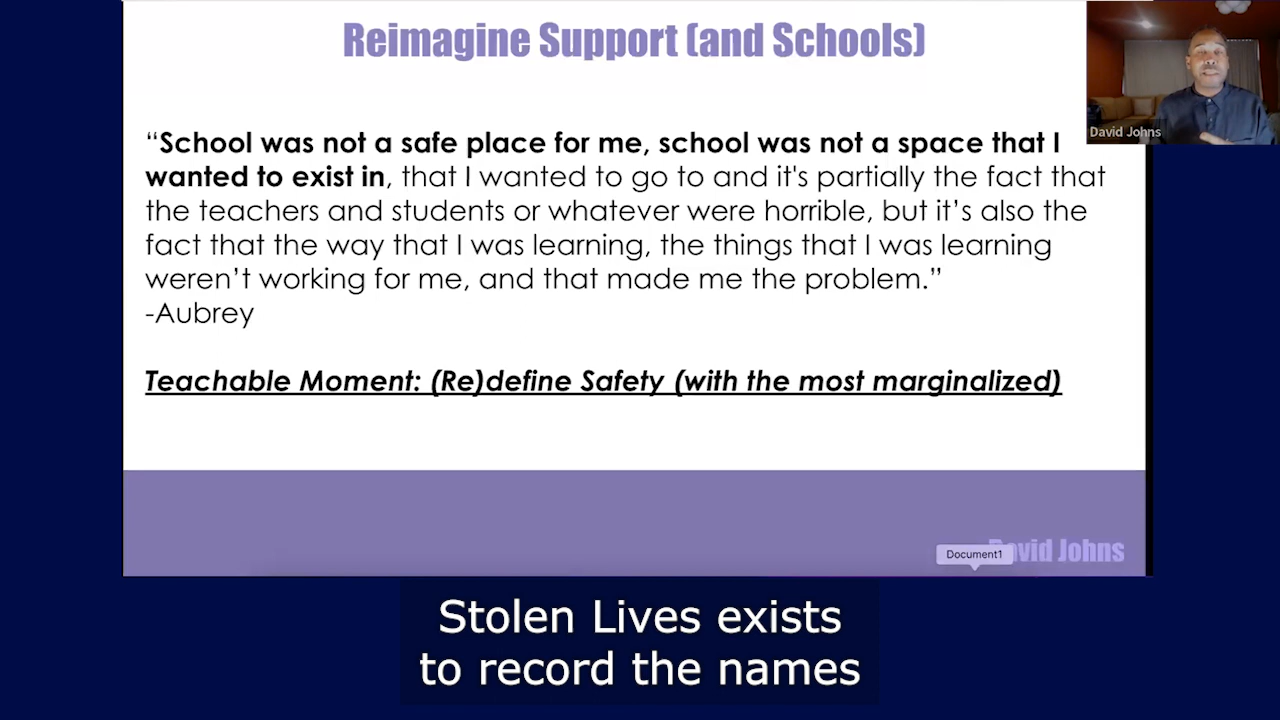 Reimagine Support (and Schools)
David Johns
“School was not a safe place for me, school was not a space that I
wanted to exist in, that I wanted to go to and it's partially the fact that
the teachers and students or whatever were horrible, but it’s also the
fact that the way that I was learning, the things that I was learning
weren’t working for me, and that made me the problem.”
-Aubrey
Teachable Moment: (Re)define Safety (with the most marginalized)
Document1
Johns
Stolen Lives exists
to record the names